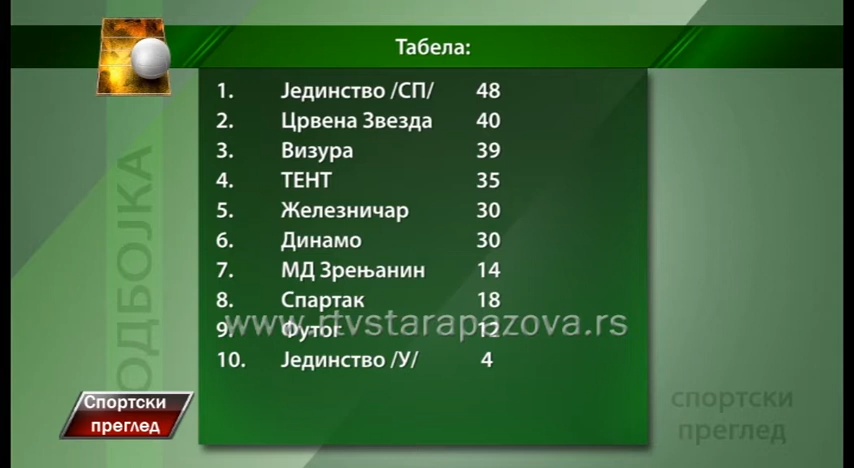 Табела:
1. Јединство /СП/ 48
2. Црвена Звезда 40
3. Визура 39
4. ТЕНТ 35
5. Железничар 30
6. Динамо 30
7. МД Зрењанин 14
8. Спартак 18
www.rtvstarapazova.rs
9. Футог 12
10. Јединство /У/ 4
ОДБОЈКА
Спортски
преглед
спортски
преглед